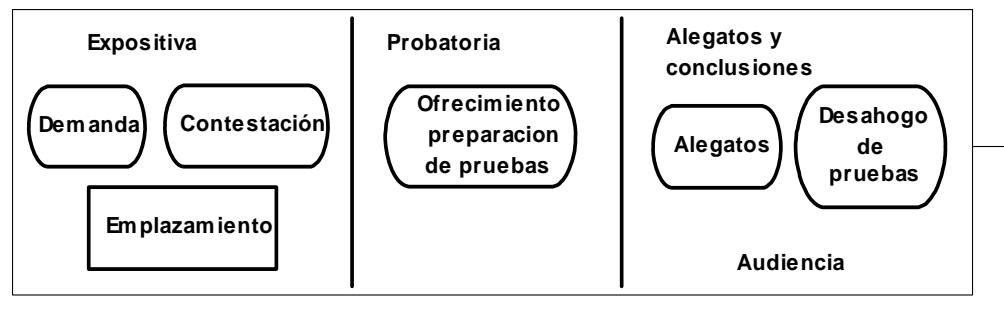 Expositiva
Demanda
Contestación
Emplazamiento
Probatoria
Ofrecimiento
preparacion
de pruebas
Alegatos y
conclusiones
Alegatos
Desahogo
de
pruebas
Audiencia